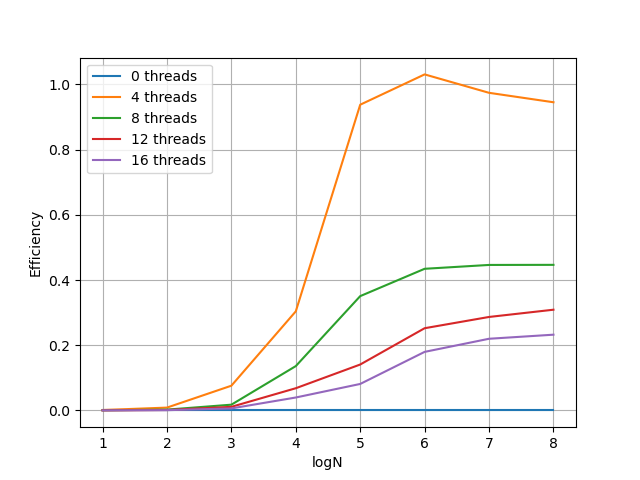 0 threads
4 threads
8 threads
12 threads
16 threads
Efficiency
1.0
0.8
0.6
0.4
0.2
0.0
1 2 3 4 5 6 7 8
logN